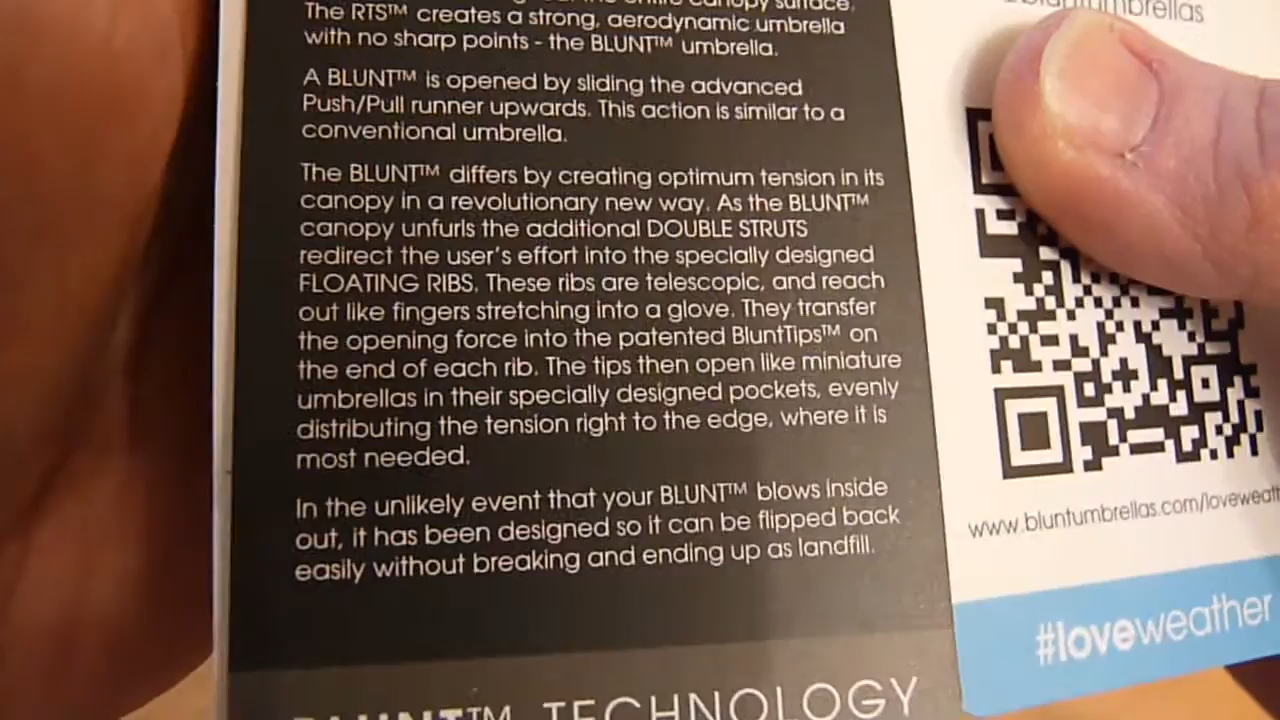 the entire canopy surface.
The RTS™ creates a strong, aerodynamic umbrella
with no sharp points - the BLUNT™ umbrella.
A BLUNT™ is opened by sliding the advanced
Push/Pull runner upwards. This action is similar to a
conventional umbrella.
The BLUNT™ differs by creating optimum tension in its
canopy in a revolutionary new way. As the BLUNT™
canopy unfurls the additional DOUBLE STRUTS
redirect the user's effort into the specially designed
FLOATING RIBS. These ribs are telescopic, and reach
out like fingers stretching into a glove. They transfer
the opening force into the patented BluntTips™ on
the end of each rib. The tips then open like miniature
umbrellas in their specially designed pockets, evenly
distributing the tension right to the edge, where it is
most needed.
In the unlikely event that your BLUNT™ blows inside
out, it has been designed so it can be flipped back
easily without breaking and ending up as landfill.
BLUNT™ TECHNOLOGY
bluntumbrellas
www.bluntumbrellas.com/loveweath
#loveweather